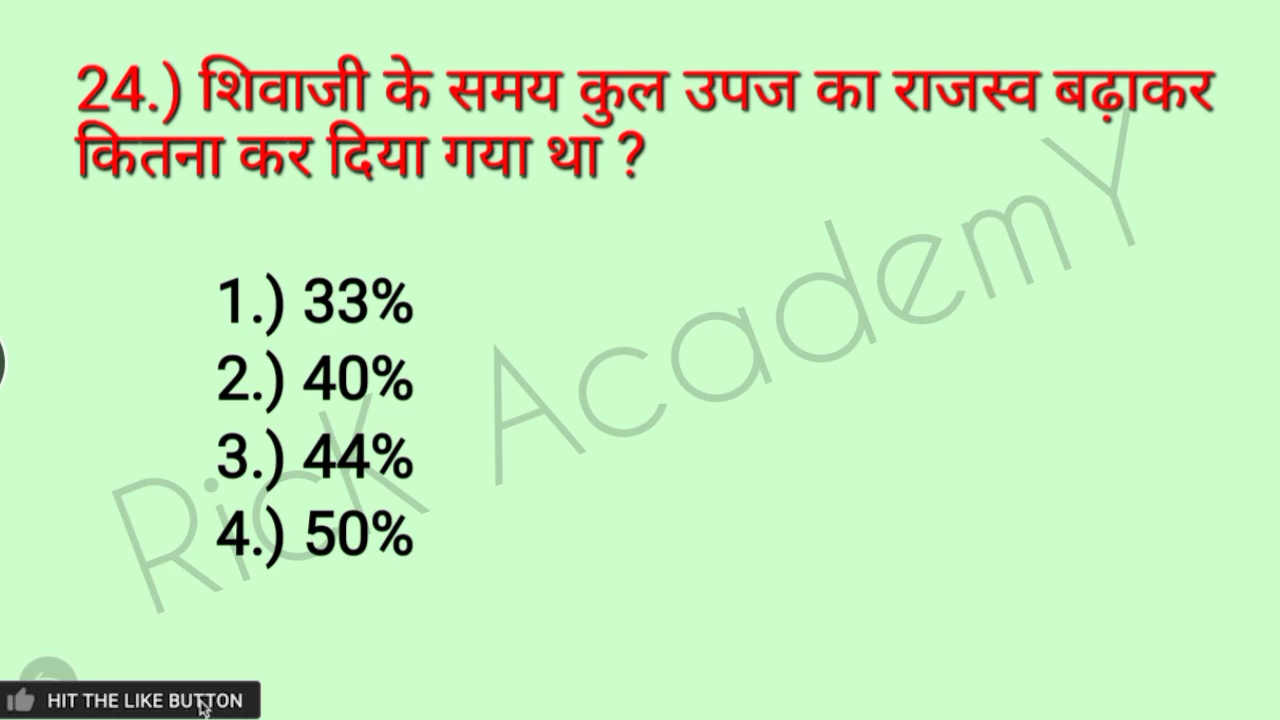 24.) शिवाजी के समय कुल उपज का राजस्व बढ़ाकर
कितना कर दिया गया था ?
1.) 33%
2.) 40%
3.) 44%
4.) 50%
Rick AcademY
HIT THE LIKE BUTTON